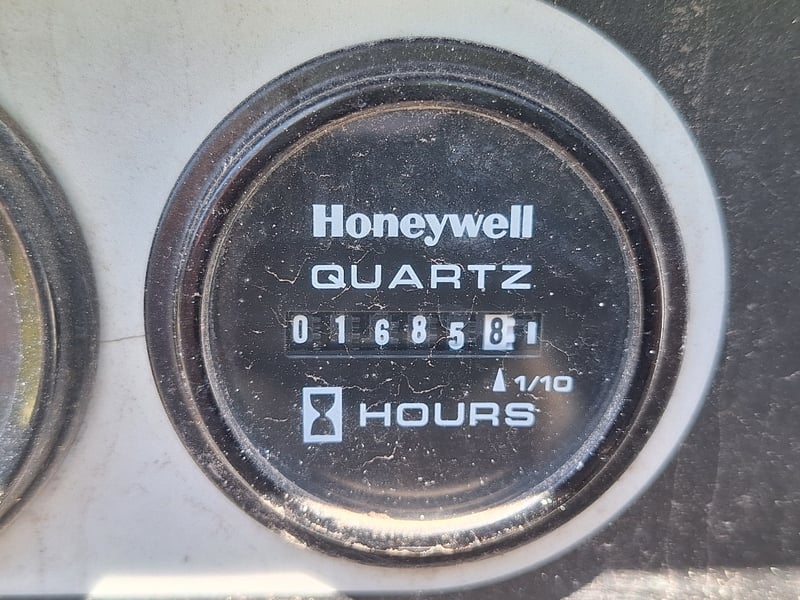 Honeywell
QUARTZ
016858
1/10
HOURS